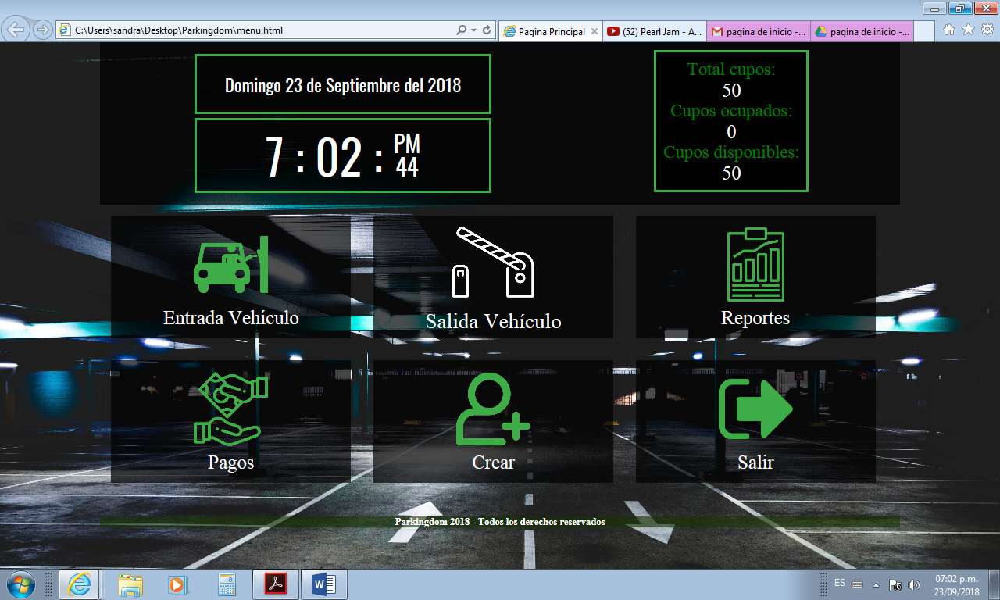 C:\Users\sandra\Desktop\Parkingdom\menu.html
Pagina Principal
(52) Pearl Jam - A...
pagina de inicio -...
pagina de inicio -...
Domingo 23 de Septiembre del 2018
7 : 02 : PM 44
Total cupos:
50
Cupos ocupados:
0
Cupos disponibles:
50
Entrada Vehículo
Salida Vehículo
Reportes
Pagos
Crear
Salir
Parkingdom 2018 - Todos los derechos reservados
ES
07:02 p.m.
23/09/2018